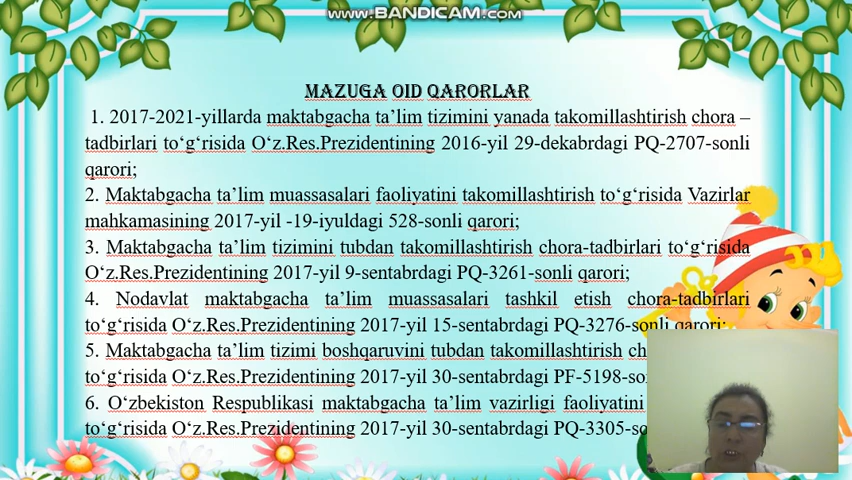 www.BANDICAM.com
MAZUGA OID QARORLAR
1. 2017-2021-yillarda maktabgacha ta’lim tizimini yanada takomillashtirish chora –
tadbirlari to‘g‘risida O‘z.Res.Prezidentining 2016-yil 29-dekabrdagi PQ-2707-sonli
qarori;
2. Maktabgacha ta’lim muassasalari faoliyatini takomillashtirish to‘g‘risida Vazirlar
mahkamasining 2017-yil -19-iyuldagi 528-sonli qarori;
3. Maktabgacha ta’lim tizimini tubdan takomillashtirish chora-tadbirlari to‘g‘risida
O‘z.Res.Prezidentining 2017-yil 9-sentabrdagi PQ-3261-sonli qarori;
4. Nodavlat maktabgacha ta’lim muassasalari tashkil etish chora-tadbirlari
to‘g‘risida O‘z.Res.Prezidentining 2017-yil 15-sentabrdagi PQ-3276-sonli qarori;
5. Maktabgacha ta’lim tizimi boshqaruvini tubdan takomillashtirish
to‘g‘risida O‘z.Res.Prezidentining 2017-yil 30-sentabrdagi PF-5198-
6. O‘zbekiston Respublikasi maktabgacha ta’lim vazirligi faoliyatini
to‘g‘risida O‘z.Res.Prezidentining 2017-yil 30-sentabrdagi PQ-3305-